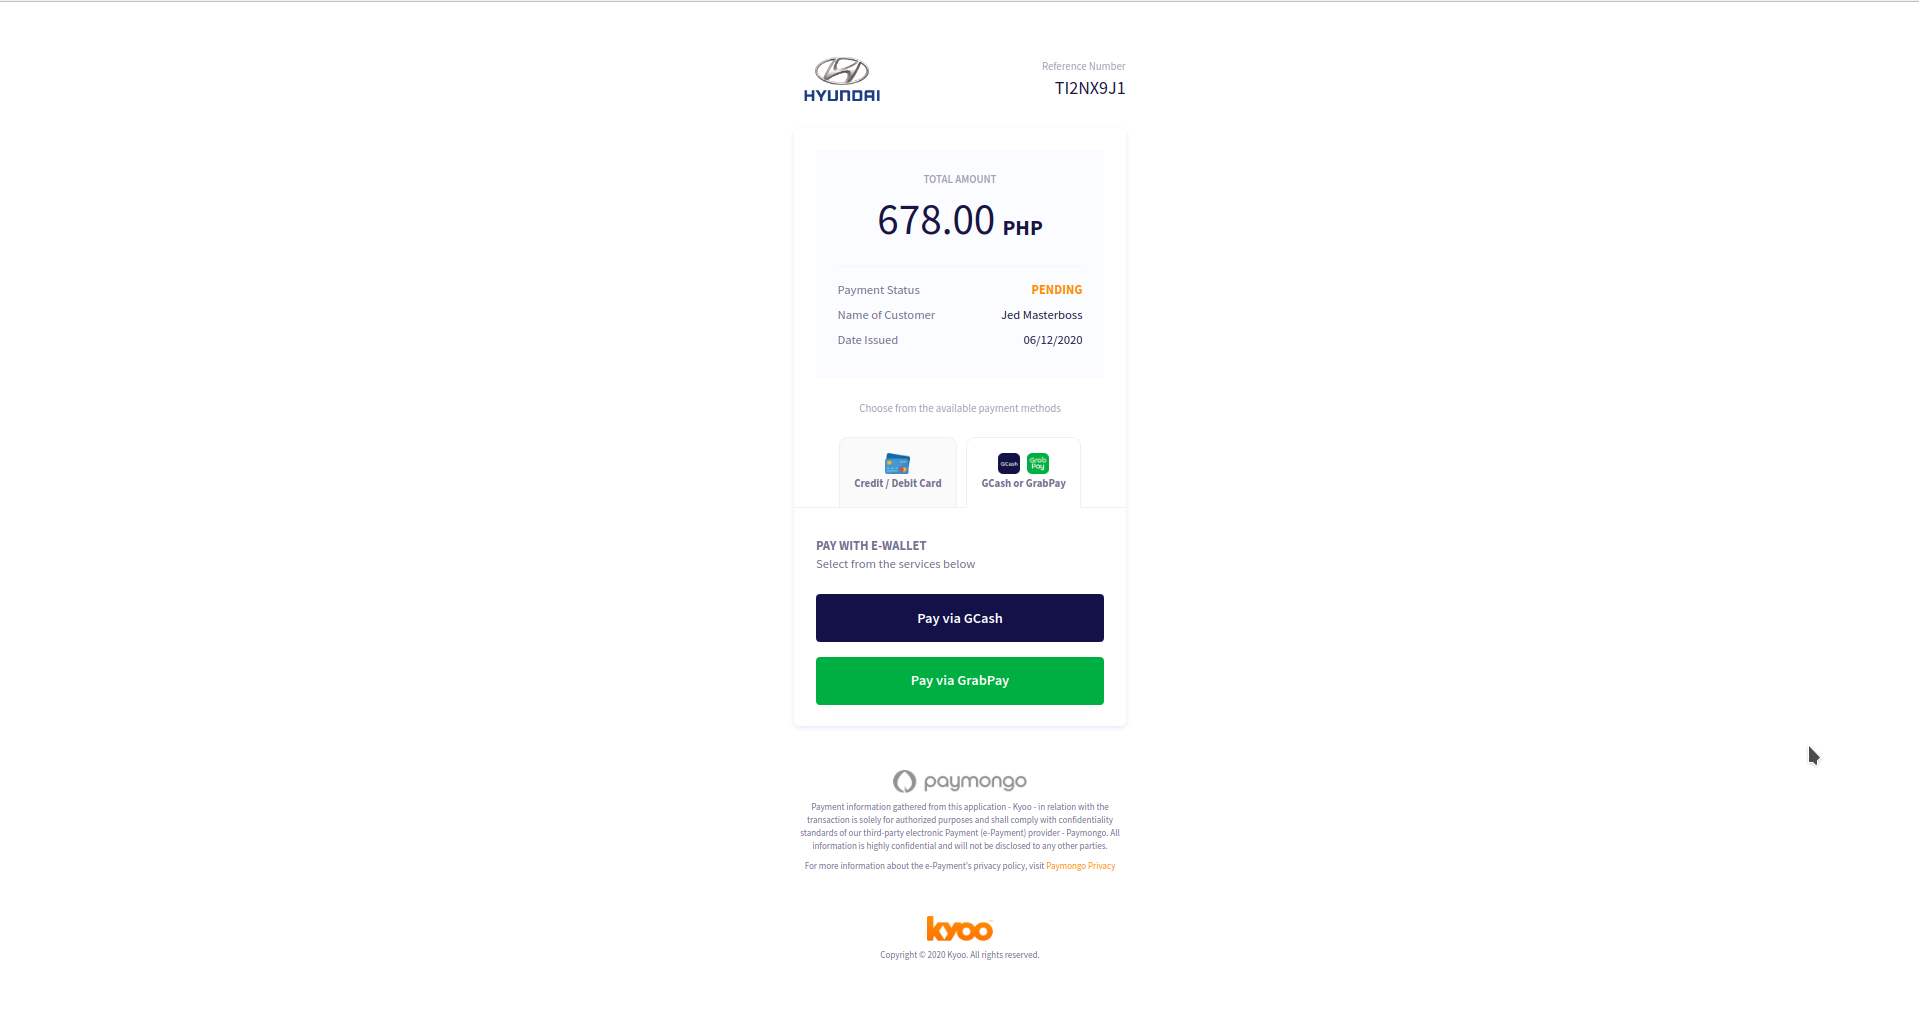 HYUNDAI
Reference Number
TI2NX9J1
TOTAL AMOUNT
678.00 PHP
Payment Status PENDING
Name of Customer Jed Masterboss
Date Issued 06/12/2020
Choose from the available payment methods
GCash Grab Pay
Credit / Debit Card GCash or GrabPay
PAY WITH E-WALLET
Select from the services below
Pay via GCash
Pay via GrabPay
paymongo
Payment information gathered from this application - Kyoo - in relation with the
transaction is solely for authorized purposes and shall comply with confidentiality
standards of our third-party electronic Payment (e-Payment) provider - Paymongo. All
information is highly confidential and will not be disclosed to any other parties.
For more information about the e-Payment's privacy policy, visit Paymongo Privacy
kyoo
Copyright © 2020 Kyoo. All rights reserved.